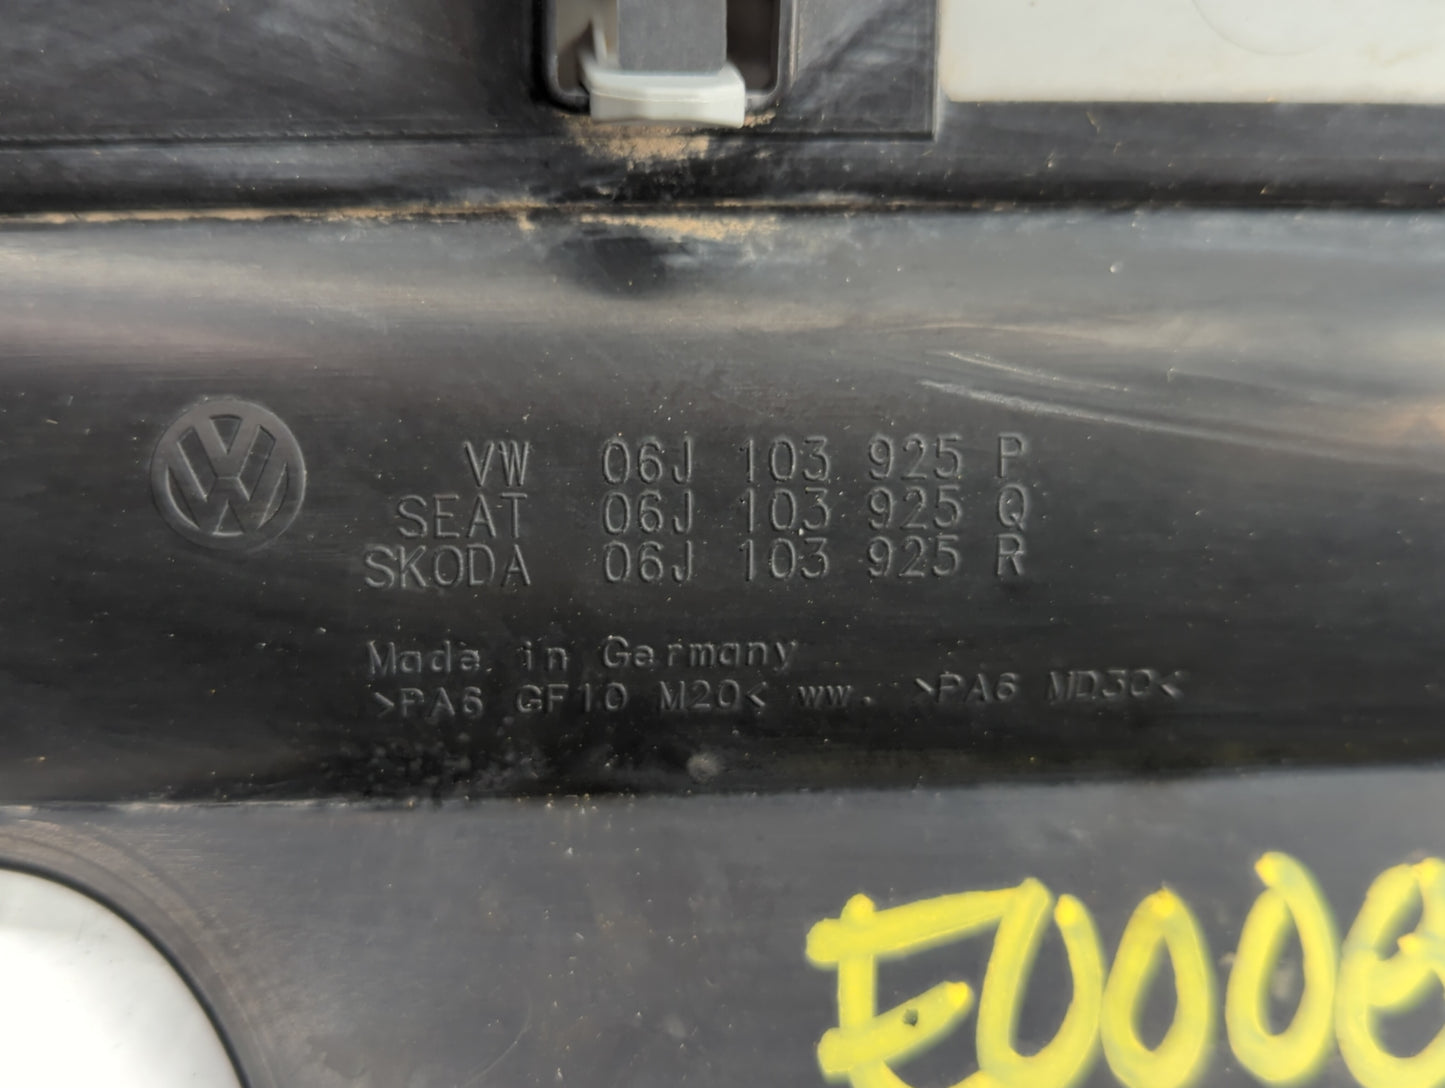 VW 06J 103 925 P
SEAT 06J 103 925 Q
SKODA 06J 103 925 R
Made in Germany
>PA6 GF10 M20< ww. >PA6 MD30<